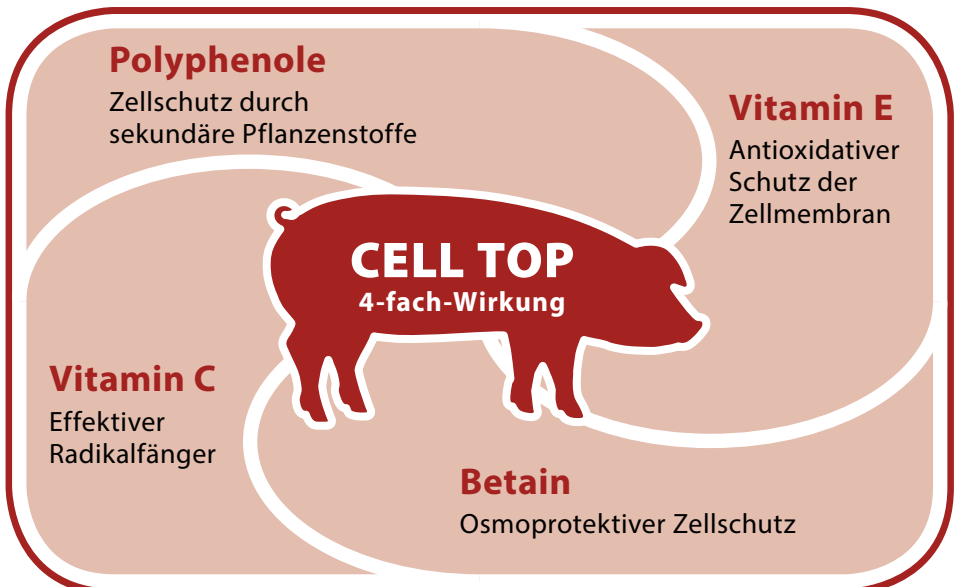 Polyphenole
Zellschutz durch
sekundäre Pflanzenstoffe
Vitamin E
Antioxidativer
Schutz der
Zellmembran
CELL TOP
4-fach-Wirkung
Vitamin C
Effektiver
Radikalfänger
Betain
Osmoprotektiver Zellschutz